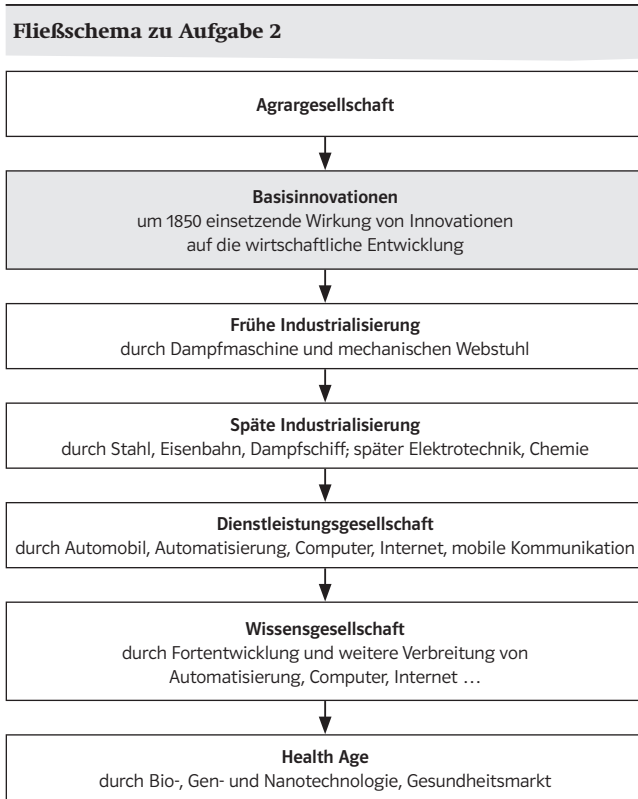 Fließschema zu Aufgabe 2
Agrargesellschaft
Basisinnovationen
um 1850 einsetzende Wirkung von Innovationen
auf die wirtschaftliche Entwicklung
Frühe Industrialisierung
durch Dampfmaschine und mechanischen Webstuhl
Späte Industrialisierung
durch Stahl, Eisenbahn, Dampfschiff; später Elektrotechnik, Chemie
Dienstleistungsgesellschaft
durch Automobil, Automatisierung, Computer, Internet, mobile Kommunikation
Wissensgesellschaft
durch Fortentwicklung und weitere Verbreitung von
Automatisierung, Computer, Internet …
Health Age
durch Bio-, Gen- und Nanotechnologie, Gesundheitsmarkt